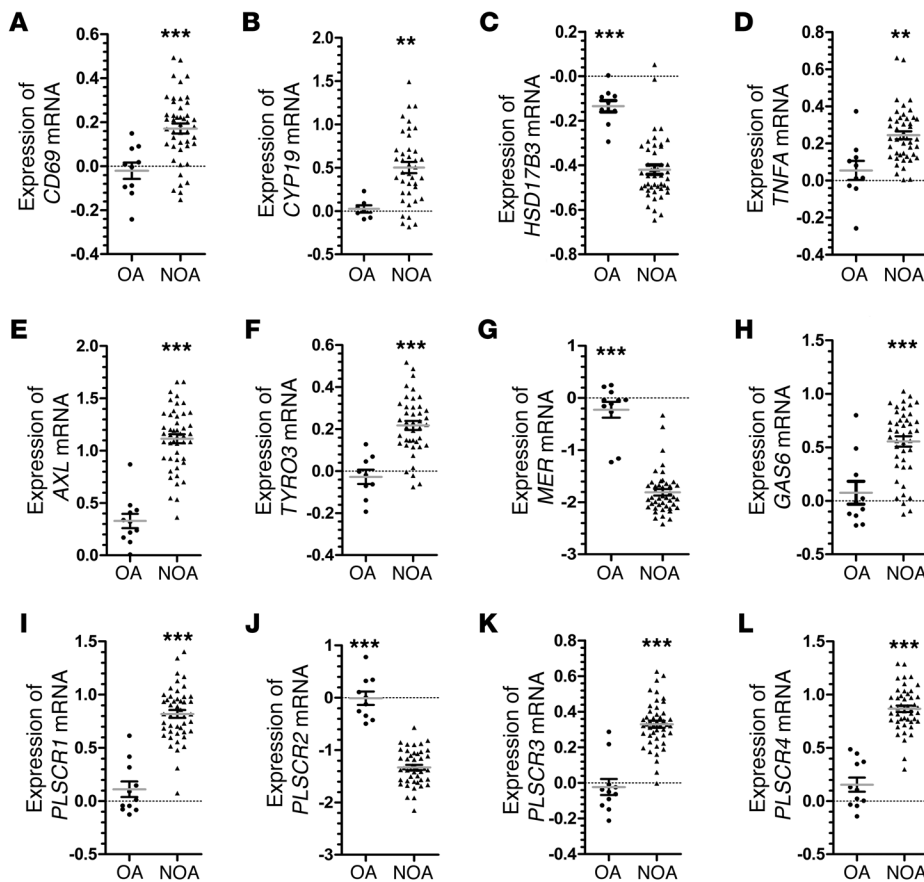 A
Expression of
CD69 mRNA
***
0.6
0.4
0.2
0.0
-0.2
-0.4
OA NOA
B
Expression of
CYP19 mRNA
**
2.0
1.5
1.0
0.5
0.0
-0.5
OA NOA
C
Expression of
HSD17B3 mRNA
***
0.2
-0.0
-0.2
-0.4
-0.6
-0.8
OA NOA
D
Expression of
TNFA mRNA
**
0.8
0.6
0.4
0.2
0.0
-0.2
-0.4
OA NOA
E
Expression of
AXL mRNA
***
2.0
1.5
1.0
0.5
0.0
OA NOA
F
Expression of
TYRO3 mRNA
***
0.6
0.4
0.2
-0.0
-0.2
-0.4
OA NOA
G
Expression of
MER mRNA
***
1
0
-1
-2
-3
OA NOA
H
Expression of
GAS6 mRNA
***
1.5
1.0
0.5
0.0
-0.5
OA NOA
I
Expression of
PLSCR1 mRNA
***
1.5
1.0
0.5
0.0
-0.5
OA NOA
J
Expression of
PLSCR2 mRNA
***
1
0
-1
-2
-3
OA NOA
K
Expression of
PLSCR3 mRNA
***
0.8
0.6
0.4
0.2
0.0
-0.2
-0.4
OA NOA
L
Expression of
PLSCR4 mRNA
***
1.5
1.0
0.5
0.0
-0.5
OA NOA